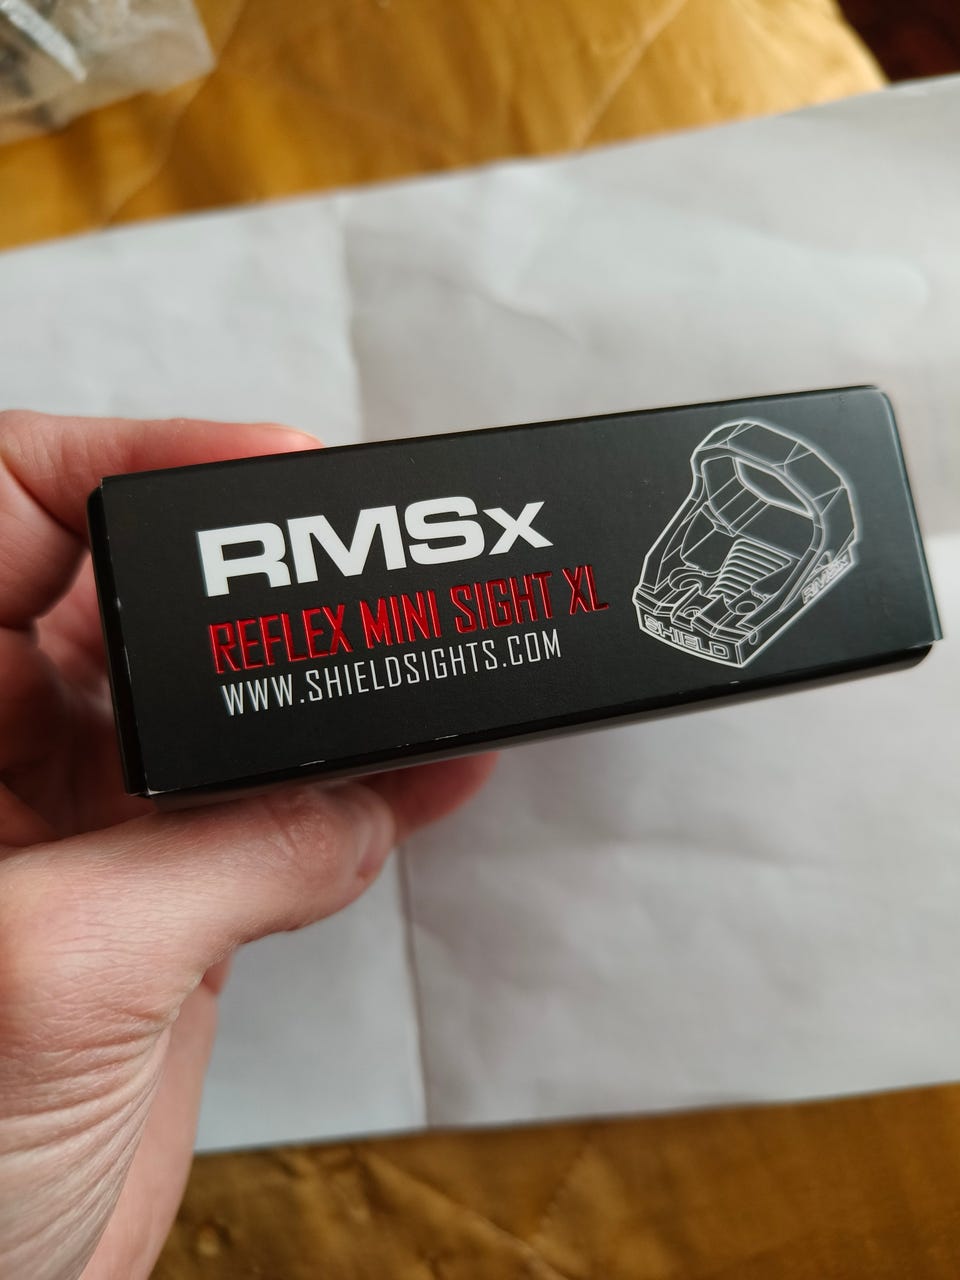 RMSx
REFLEX MINI SIGHT XL
WWW.SHIELDSIGHTS.COM
SHIELD
RMSx